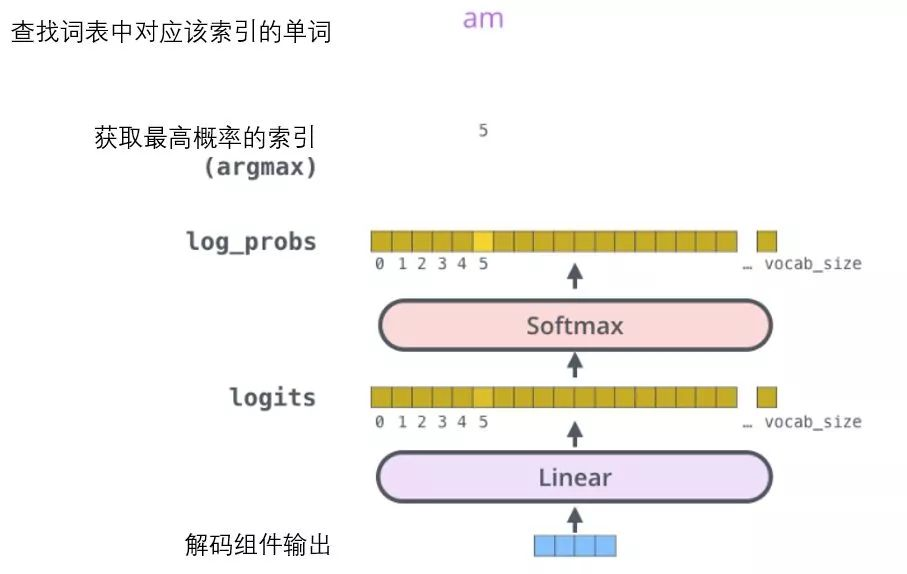 查找词表中对应该索引的单词
am
获取最高概率的索引
5
(argmax)
log_probs
0 1 2 3 4 5 … vocab_size
Softmax
logits
0 1 2 3 4 5 … vocab_size
Linear
解码组件输出